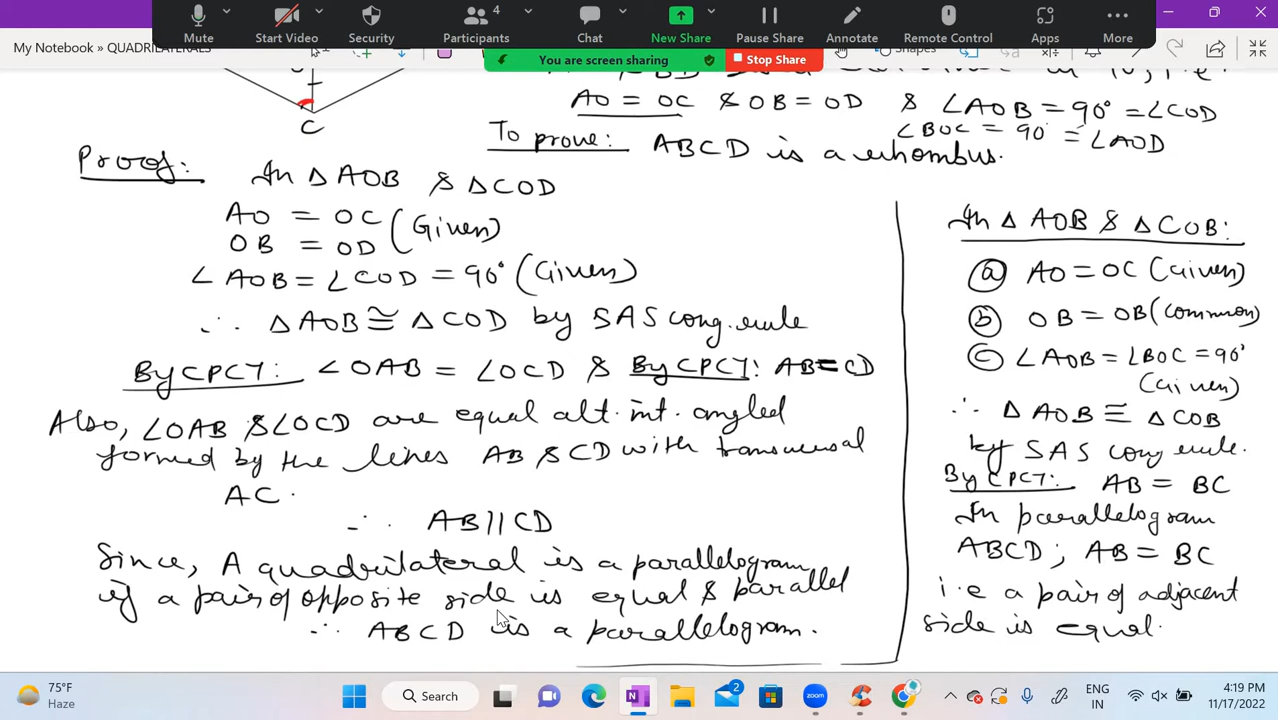 Mute
Start Video
Security
4
Participants
Chat
New Share
Pause Share
Annotate
Remote Control
Apps
More
My Notebook » QUADRILATERALS
You are screen sharing
Stop Share
Shapes
AO = OC & OB = OD & ∠AOB = 90° = ∠COD
∠BOC = 90° = ∠AOD
C
To prove: ABCD is a rhombus.
Proof: In △AOB & △COD
AO = OC
OB = OD (Given)
∠AOB = ∠COD = 90° (Given)
∴ △AOB ≅ △COD by SAS cong. rule
By CPCT: ∠OAB = ∠OCD & By CPCT: AB = CD
Also, ∠OAB & ∠OCD are equal alt. int. angled
formed by the lines AB & CD with transversal
AC.
∴ AB || CD
Since, A quadrilateral is a parallelogram
if a pair of opposite side is equal & parallel
∴ ABCD is a parallelogram.
In △AOB & △COB:
(a) AO = OC (Given)
(b) OB = OB (common)
(c) ∠AOB = ∠BOC = 90°
(Given)
∴ △AOB ≅ △COB
by SAS cong rule.
By CPCT: AB = BC
In parallelogram
ABCD; AB = BC
i.e a pair of adjacent
side is equal.
75°F
Haze
Search
2
zoom
ENG
IN
4:19 PM
11/17/2022